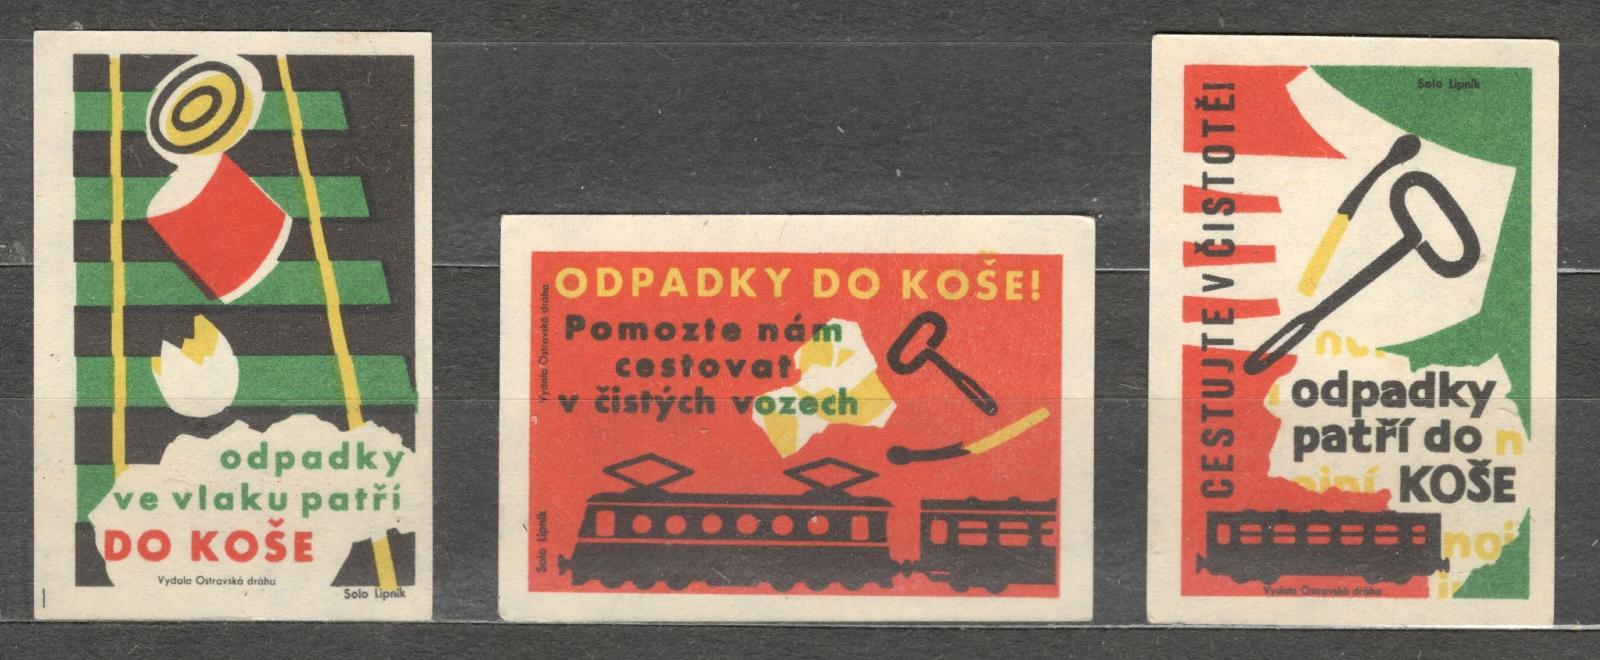 odpadky
ve vlaku patří
DO KOŠE
Vydala Ostravská dráha
Solo Lipník
ODPADKY DO KOŠE!
Pomozte nám
cestovat
v čistých vozech
Vydala Ostravská dráha
Solo Lipník
Solo Lipník
CESTUJTE V ČISTOTĚ!
odpadky
patří do
KOŠE
noj
Vydala Ostravská dráha